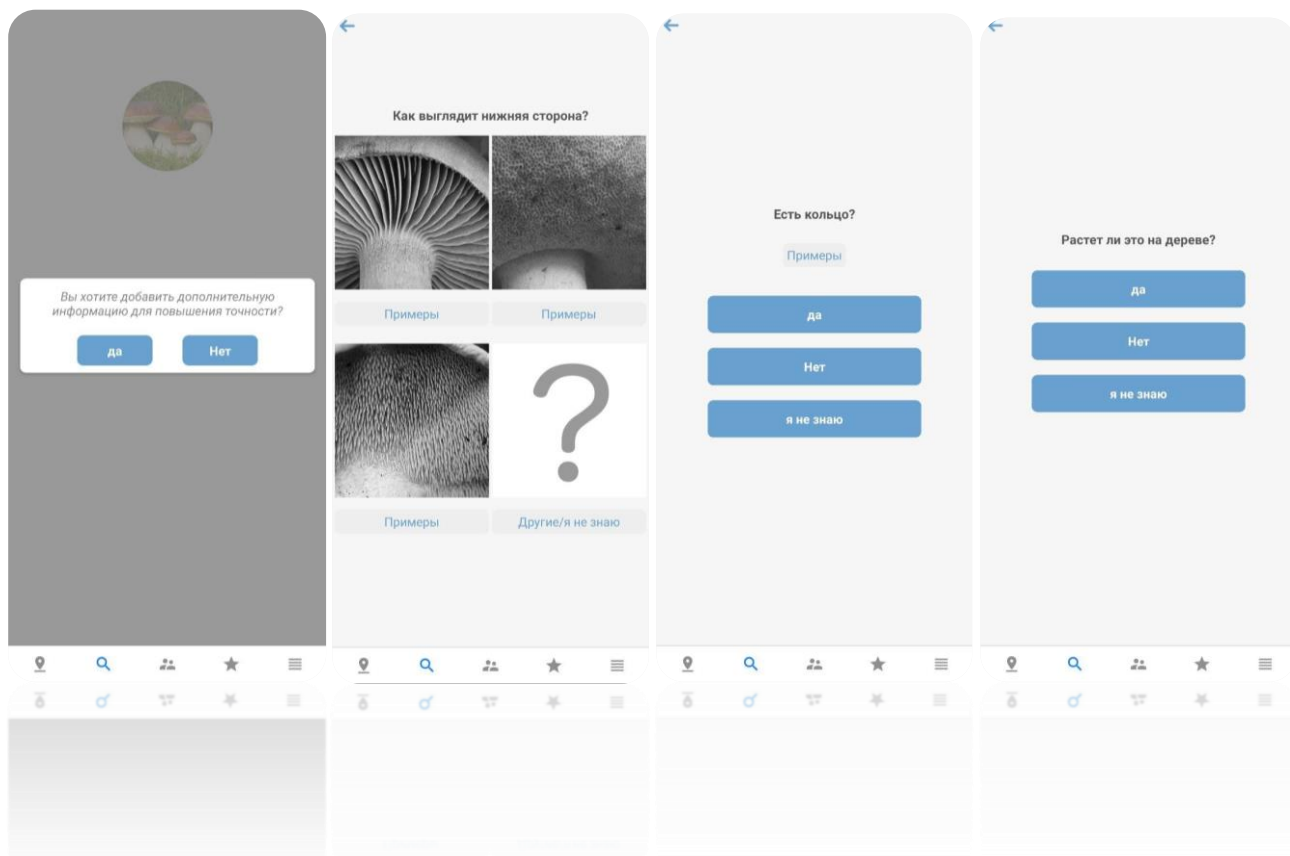 Вы хотите добавить дополнительную
информацию для повышения точности?
да
Нет
Как выглядит нижняя сторона?
Примеры
Примеры
Примеры
Другие/я не знаю
Есть кольцо?
Примеры
да
Нет
я не знаю
Растет ли это на дереве?
да
Нет
я не знаю